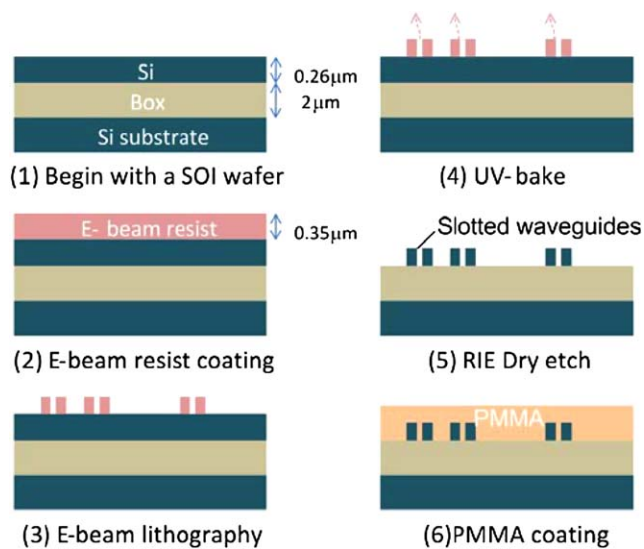 Si
0.26μm
Box
2μm
Si substrate
(1) Begin with a SOI wafer
E- beam resist
0.35μm
(2) E-beam resist coating
(3) E-beam lithography
(4) UV- bake
Slotted waveguides
(5) RIE Dry etch
PMMA
(6)PMMA coating